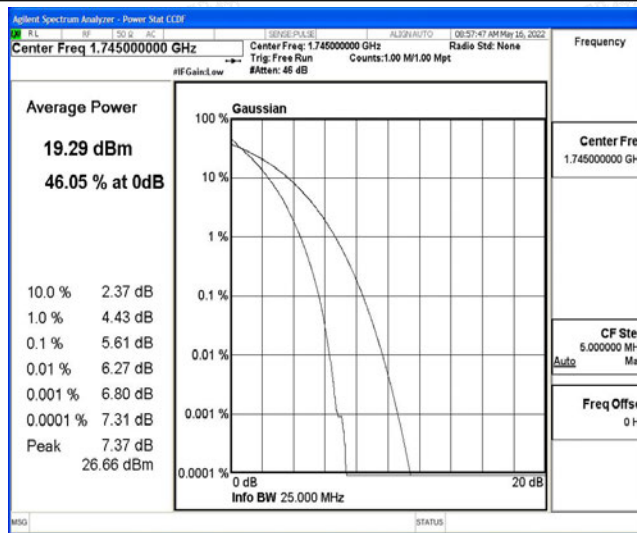 Agilent Spectrum Analyzer - Power Stat CCDF
RL RF 50 Ω AC SENSE:PULSE ALIGN AUTO 08:57:47 AM May 16, 2022
Center Freq 1.745000000 GHz
Center Freq: 1.745000000 GHz Radio Std: None
Trig: Free Run Counts:1.00 M/1.00 Mpt
#IFGain:Low #Atten: 46 dB
Frequency
Average Power
19.29 dBm
46.05 % at 0dB
10.0 % 2.37 dB
1.0 % 4.43 dB
0.1 % 5.61 dB
0.01 % 6.27 dB
0.001 % 6.80 dB
0.0001 % 7.31 dB
Peak 7.37 dB
26.66 dBm
Gaussian
100 %
10 %
1 %
0.1 %
0.01 %
0.001 %
0.0001 %
0 dB 20 dB
Info BW 25.000 MHz
Center Fre
1.745000000 GH
CF Ste
5.000000 MH
Auto Ma
Freq Offse
0 H
MSG STATUS